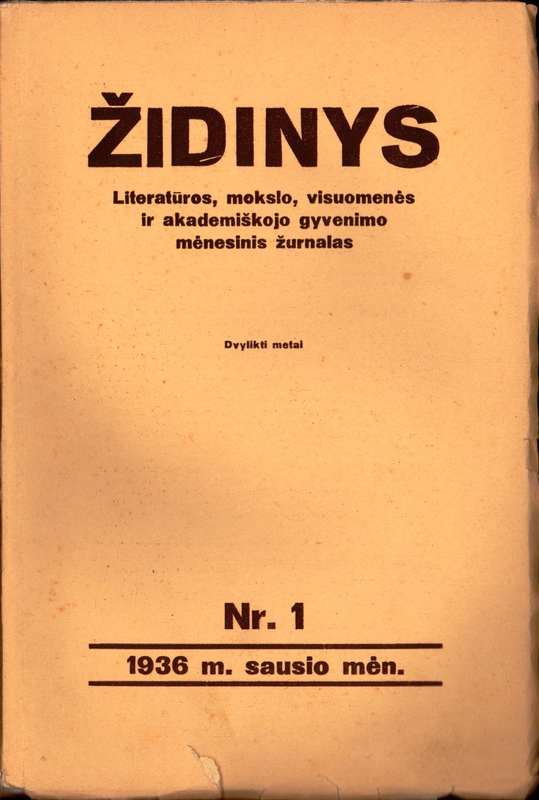 ŽIDINYS
Literatūros, mokslo, visuomenės
ir akademiškojo gyvenimo
mėnesinis žurnalas
Dvylikti metai
Nr. 1
1936 m. sausio mėn.